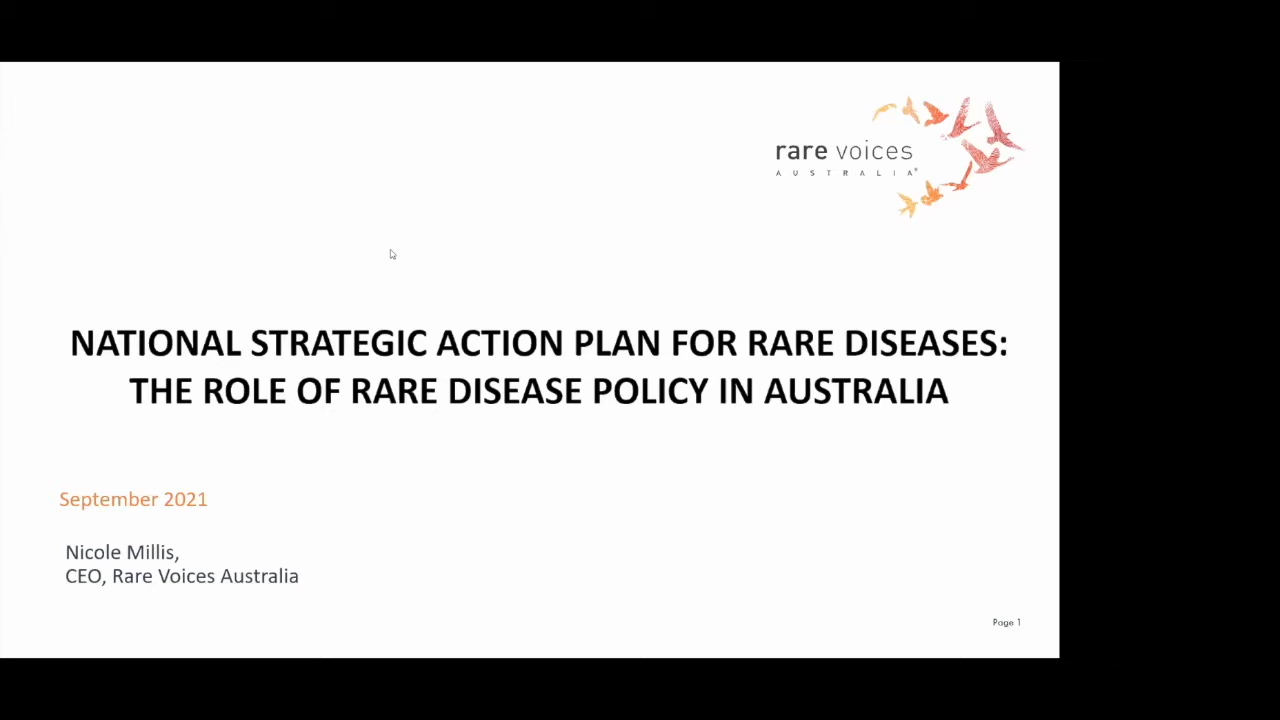 rare voices
AUSTRALIA
NATIONAL STRATEGIC ACTION PLAN FOR RARE DISEASES:
THE ROLE OF RARE DISEASE POLICY IN AUSTRALIA
September 2021
Nicole Millis,
CEO, Rare Voices Australia
Page 1